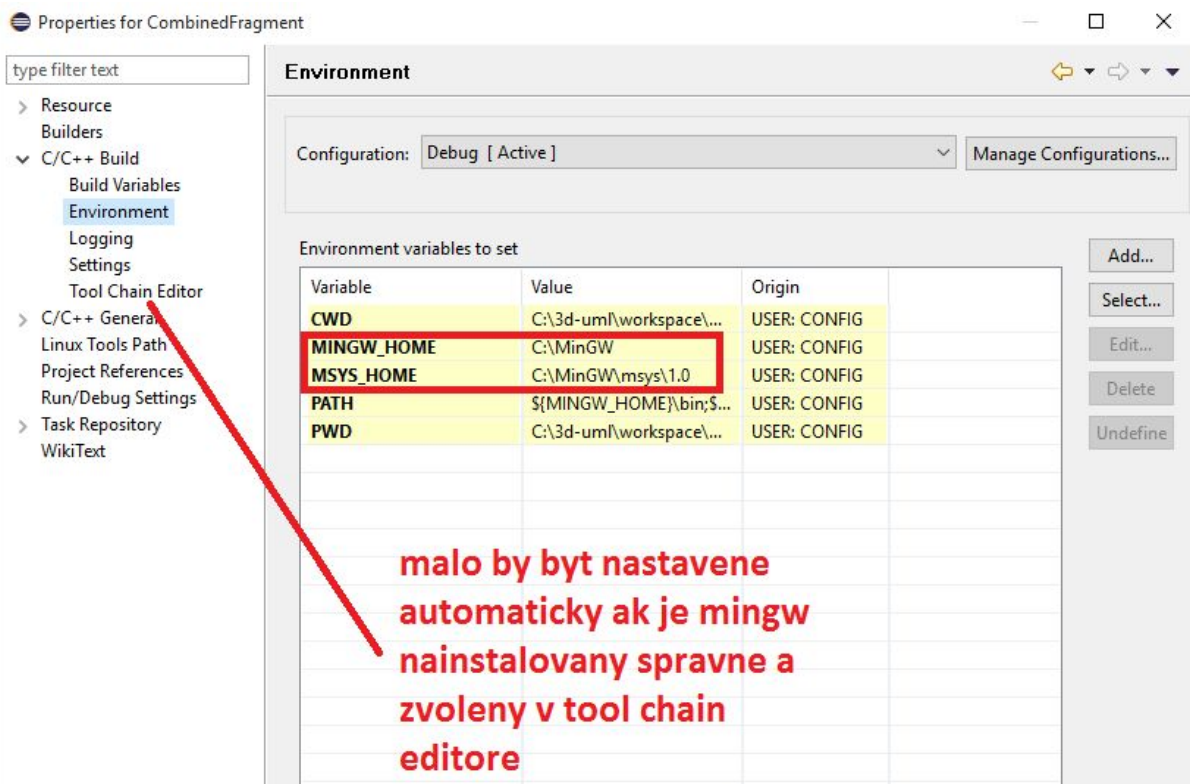 Properties for CombinedFragment
type filter text
Resource
Builders
C/C++ Build
Build Variables
Environment
Logging
Settings
Tool Chain Editor
C/C++ General
Linux Tools Path
Project References
Run/Debug Settings
Task Repository
WikiText
Environment
Configuration: Debug [ Active ] Manage Configurations...
Environment variables to set
Variable Value Origin
CWD C:\3d-uml\workspace\... USER: CONFIG
MINGW_HOME C:\MinGW USER: CONFIG
MSYS_HOME C:\MinGW\msys\1.0 USER: CONFIG
PATH ${MINGW_HOME}\bin;$... USER: CONFIG
PWD C:\3d-uml\workspace\... USER: CONFIG
Add...
Select...
Edit...
Delete
Undefine
malo by byt nastavene
automaticky ak je mingw
nainstalovany spravne a
zvoleny v tool chain
editore